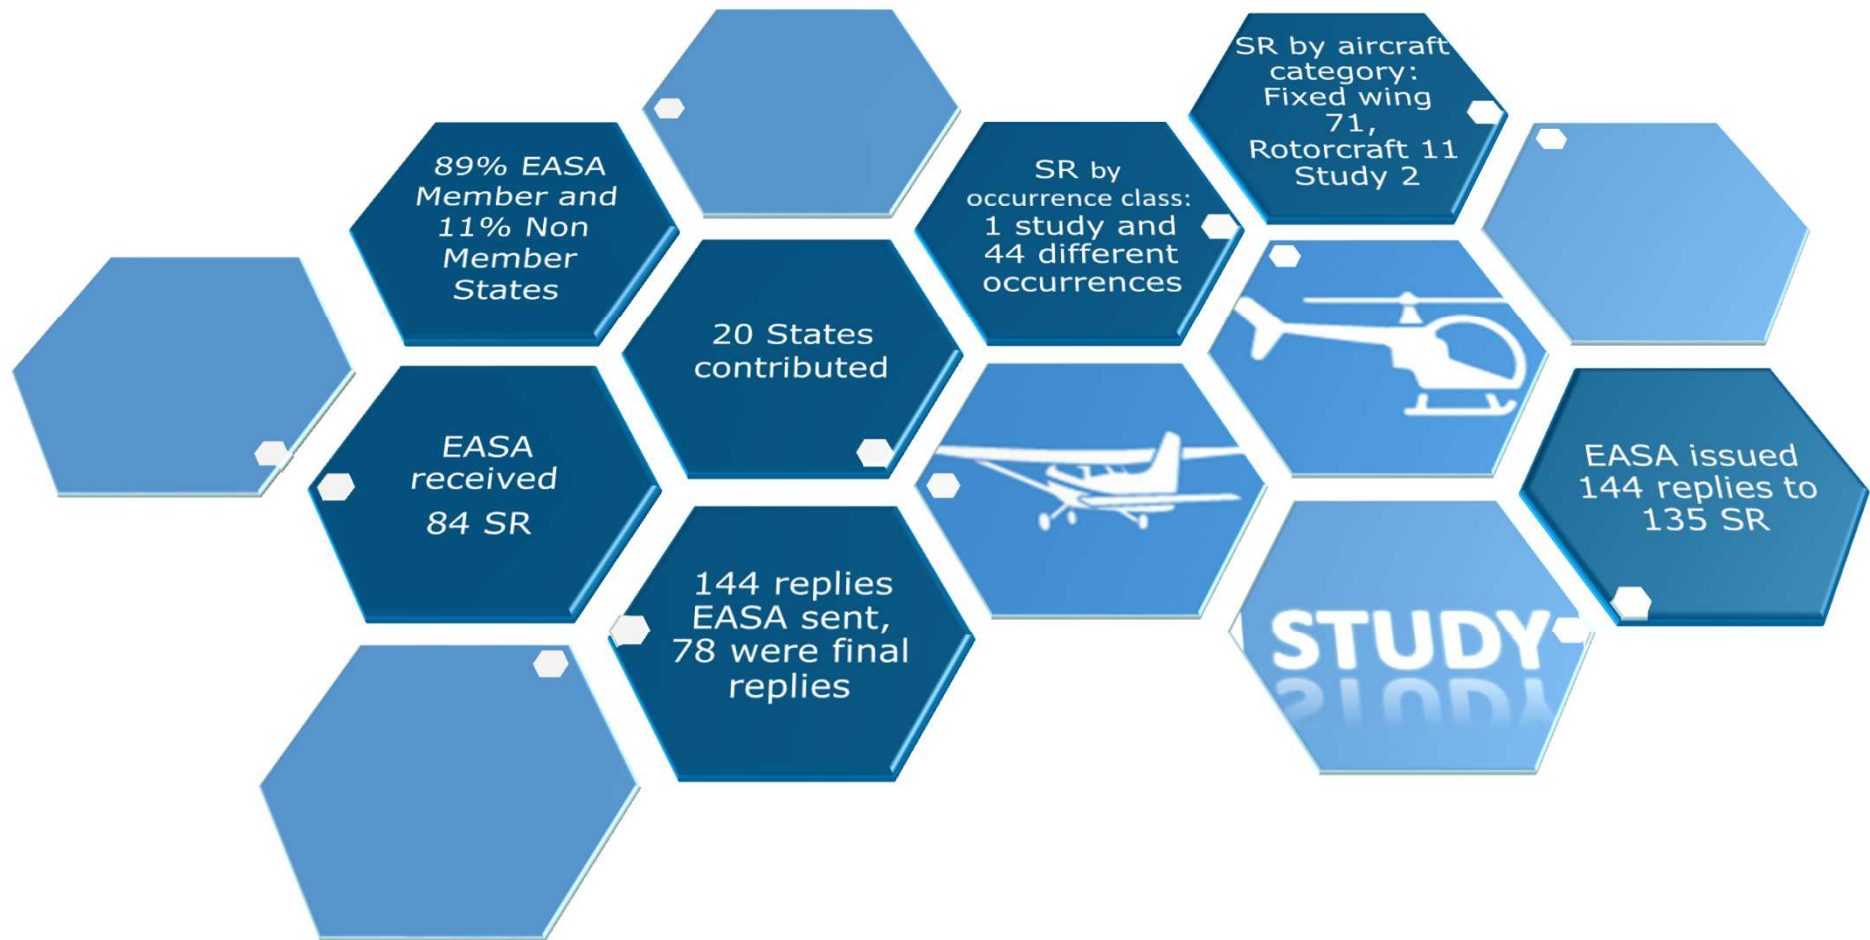 89% EASA
Member and
11% Non
Member
States
EASA
received
84 SR
20 States
contributed
144 replies
EASA sent,
78 were final
replies
SR by
occurrence class:
1 study and
44 different
occurrences
SR by aircraft
category:
Fixed wing
71,
Rotorcraft 11
Study 2
STUDY
EASA issued
144 replies to
135 SR